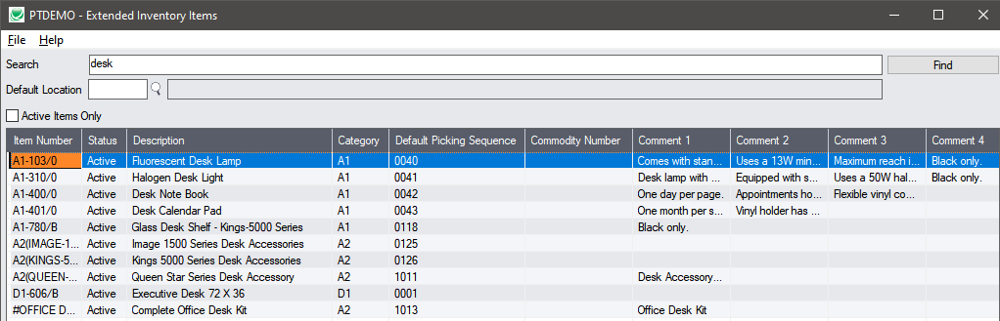 PTDEMO - Extended Inventory Items
File Help
Search desk Find
Default Location
Active Items Only
Item Number Status Description Category Default Picking Sequence Commodity Number Comment 1 Comment 2 Comment 3 Comment 4
A1-103/0 Active Fluorescent Desk Lamp A1 0040 Comes with stan... Uses a 13W min... Maximum reach i... Black only.
A1-310/0 Active Halogen Desk Light A1 0041 Desk lamp with ... Equipped with s... Uses a 50W hal... Black only.
A1-400/0 Active Desk Note Book A1 0042 One day per page. Appointments ho... Flexible vinyl co...
A1-401/0 Active Desk Calendar Pad A1 0043 One month per s... Vinyl holder has ...
A1-780/B Active Glass Desk Shelf - Kings-5000 Series A1 0118 Black only.
A2(IMAGE-1... Active Image 1500 Series Desk Accessories A2 0125
A2(KINGS-5... Active Kings 5000 Series Desk Accessories A2 0126
A2(QUEEN-... Active Queen Star Series Desk Accessory A2 1011 Desk Accessory...
D1-606/B Active Executive Desk 72 X 36 D1 0001
#OFFICE D... Active Complete Office Desk Kit A2 1013 Office Desk Kit